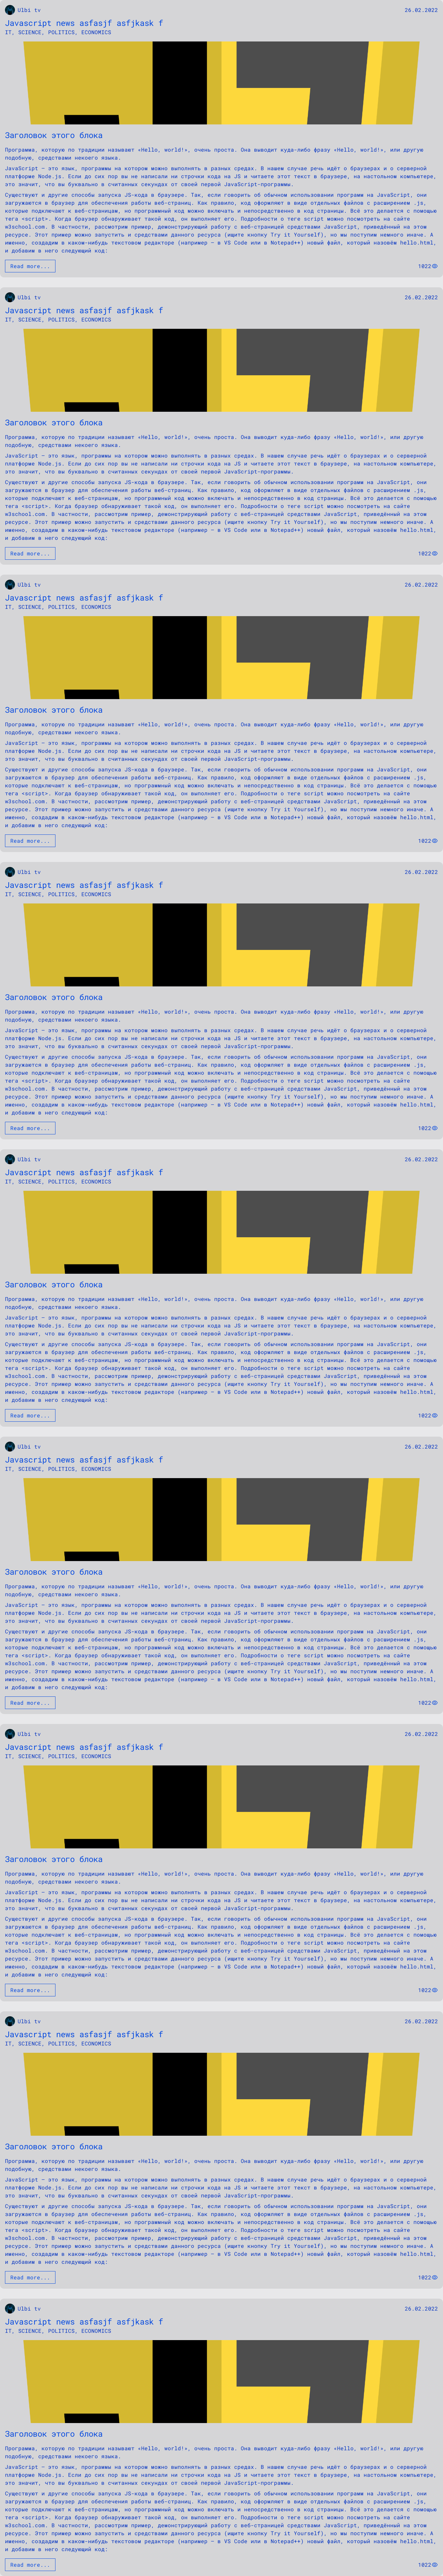 Ulbi tv 26.02.2022
Javascript news asfasjf asfjkask f
IT, SCIENCE, POLITICS, ECONOMICS
Заголовок этого блока
Программа, которую по традиции называют «Hello, world!», очень проста. Она выводит куда-либо фразу «Hello, world!», или другую
подобную, средствами некоего языка.
JavaScript — это язык, программы на котором можно выполнять в разных средах. В нашем случае речь идёт о браузерах и о серверной
платформе Node.js. Если до сих пор вы не написали ни строчки кода на JS и читаете этот текст в браузере, на настольном компьютере,
это значит, что вы буквально в считанных секундах от своей первой JavaScript-программы.
Существуют и другие способы запуска JS-кода в браузере. Так, если говорить об обычном использовании программ на JavaScript, они
загружаются в браузер для обеспечения работы веб-страниц. Как правило, код оформляют в виде отдельных файлов с расширением .js,
которые подключают к веб-страницам, но программный код можно включать и непосредственно в код страницы. Всё это делается с помощью
тега <script>. Когда браузер обнаруживает такой код, он выполняет его. Подробности о теге script можно посмотреть на сайте
w3school.com. В частности, рассмотрим пример, демонстрирующий работу с веб-страницей средствами JavaScript, приведённый на этом
ресурсе. Этот пример можно запустить и средствами данного ресурса (ищите кнопку Try it Yourself), но мы поступим немного иначе. А
именно, создадим в каком-нибудь текстовом редакторе (например — в VS Code или в Notepad++) новый файл, который назовём hello.html,
и добавим в него следующий код:
Read more... 1022
Ulbi tv 26.02.2022
Javascript news asfasjf asfjkask f
IT, SCIENCE, POLITICS, ECONOMICS
Заголовок этого блока
Программа, которую по традиции называют «Hello, world!», очень проста. Она выводит куда-либо фразу «Hello, world!», или другую
подобную, средствами некоего языка.
JavaScript — это язык, программы на котором можно выполнять в разных средах. В нашем случае речь идёт о браузерах и о серверной
платформе Node.js. Если до сих пор вы не написали ни строчки кода на JS и читаете этот текст в браузере, на настольном компьютере,
это значит, что вы буквально в считанных секундах от своей первой JavaScript-программы.
Существуют и другие способы запуска JS-кода в браузере. Так, если говорить об обычном использовании программ на JavaScript, они
загружаются в браузер для обеспечения работы веб-страниц. Как правило, код оформляют в виде отдельных файлов с расширением .js,
которые подключают к веб-страницам, но программный код можно включать и непосредственно в код страницы. Всё это делается с помощью
тега <script>. Когда браузер обнаруживает такой код, он выполняет его. Подробности о теге script можно посмотреть на сайте
w3school.com. В частности, рассмотрим пример, демонстрирующий работу с веб-страницей средствами JavaScript, приведённый на этом
ресурсе. Этот пример можно запустить и средствами данного ресурса (ищите кнопку Try it Yourself), но мы поступим немного иначе. А
именно, создадим в каком-нибудь текстовом редакторе (например — в VS Code или в Notepad++) новый файл, который назовём hello.html,
и добавим в него следующий код:
Read more... 1022
Ulbi tv 26.02.2022
Javascript news asfasjf asfjkask f
IT, SCIENCE, POLITICS, ECONOMICS
Заголовок этого блока
Программа, которую по традиции называют «Hello, world!», очень проста. Она выводит куда-либо фразу «Hello, world!», или другую
подобную, средствами некоего языка.
JavaScript — это язык, программы на котором можно выполнять в разных средах. В нашем случае речь идёт о браузерах и о серверной
платформе Node.js. Если до сих пор вы не написали ни строчки кода на JS и читаете этот текст в браузере, на настольном компьютере,
это значит, что вы буквально в считанных секундах от своей первой JavaScript-программы.
Существуют и другие способы запуска JS-кода в браузере. Так, если говорить об обычном использовании программ на JavaScript, они
загружаются в браузер для обеспечения работы веб-страниц. Как правило, код оформляют в виде отдельных файлов с расширением .js,
которые подключают к веб-страницам, но программный код можно включать и непосредственно в код страницы. Всё это делается с помощью
тега <script>. Когда браузер обнаруживает такой код, он выполняет его. Подробности о теге script можно посмотреть на сайте
w3school.com. В частности, рассмотрим пример, демонстрирующий работу с веб-страницей средствами JavaScript, приведённый на этом
ресурсе. Этот пример можно запустить и средствами данного ресурса (ищите кнопку Try it Yourself), но мы поступим немного иначе. А
именно, создадим в каком-нибудь текстовом редакторе (например — в VS Code или в Notepad++) новый файл, который назовём hello.html,
и добавим в него следующий код:
Read more... 1022
Ulbi tv 26.02.2022
Javascript news asfasjf asfjkask f
IT, SCIENCE, POLITICS, ECONOMICS
Заголовок этого блока
Программа, которую по традиции называют «Hello, world!», очень проста. Она выводит куда-либо фразу «Hello, world!», или другую
подобную, средствами некоего языка.
JavaScript — это язык, программы на котором можно выполнять в разных средах. В нашем случае речь идёт о браузерах и о серверной
платформе Node.js. Если до сих пор вы не написали ни строчки кода на JS и читаете этот текст в браузере, на настольном компьютере,
это значит, что вы буквально в считанных секундах от своей первой JavaScript-программы.
Существуют и другие способы запуска JS-кода в браузере. Так, если говорить об обычном использовании программ на JavaScript, они
загружаются в браузер для обеспечения работы веб-страниц. Как правило, код оформляют в виде отдельных файлов с расширением .js,
которые подключают к веб-страницам, но программный код можно включать и непосредственно в код страницы. Всё это делается с помощью
тега <script>. Когда браузер обнаруживает такой код, он выполняет его. Подробности о теге script можно посмотреть на сайте
w3school.com. В частности, рассмотрим пример, демонстрирующий работу с веб-страницей средствами JavaScript, приведённый на этом
ресурсе. Этот пример можно запустить и средствами данного ресурса (ищите кнопку Try it Yourself), но мы поступим немного иначе. А
именно, создадим в каком-нибудь текстовом редакторе (например — в VS Code или в Notepad++) новый файл, который назовём hello.html,
и добавим в него следующий код:
Read more... 1022
Ulbi tv 26.02.2022
Javascript news asfasjf asfjkask f
IT, SCIENCE, POLITICS, ECONOMICS
Заголовок этого блока
Программа, которую по традиции называют «Hello, world!», очень проста. Она выводит куда-либо фразу «Hello, world!», или другую
подобную, средствами некоего языка.
JavaScript — это язык, программы на котором можно выполнять в разных средах. В нашем случае речь идёт о браузерах и о серверной
платформе Node.js. Если до сих пор вы не написали ни строчки кода на JS и читаете этот текст в браузере, на настольном компьютере,
это значит, что вы буквально в считанных секундах от своей первой JavaScript-программы.
Существуют и другие способы запуска JS-кода в браузере. Так, если говорить об обычном использовании программ на JavaScript, они
загружаются в браузер для обеспечения работы веб-страниц. Как правило, код оформляют в виде отдельных файлов с расширением .js,
которые подключают к веб-страницам, но программный код можно включать и непосредственно в код страницы. Всё это делается с помощью
тега <script>. Когда браузер обнаруживает такой код, он выполняет его. Подробности о теге script можно посмотреть на сайте
w3school.com. В частности, рассмотрим пример, демонстрирующий работу с веб-страницей средствами JavaScript, приведённый на этом
ресурсе. Этот пример можно запустить и средствами данного ресурса (ищите кнопку Try it Yourself), но мы поступим немного иначе. А
именно, создадим в каком-нибудь текстовом редакторе (например — в VS Code или в Notepad++) новый файл, который назовём hello.html,
и добавим в него следующий код:
Read more... 1022
Ulbi tv 26.02.2022
Javascript news asfasjf asfjkask f
IT, SCIENCE, POLITICS, ECONOMICS
Заголовок этого блока
Программа, которую по традиции называют «Hello, world!», очень проста. Она выводит куда-либо фразу «Hello, world!», или другую
подобную, средствами некоего языка.
JavaScript — это язык, программы на котором можно выполнять в разных средах. В нашем случае речь идёт о браузерах и о серверной
платформе Node.js. Если до сих пор вы не написали ни строчки кода на JS и читаете этот текст в браузере, на настольном компьютере,
это значит, что вы буквально в считанных секундах от своей первой JavaScript-программы.
Существуют и другие способы запуска JS-кода в браузере. Так, если говорить об обычном использовании программ на JavaScript, они
загружаются в браузер для обеспечения работы веб-страниц. Как правило, код оформляют в виде отдельных файлов с расширением .js,
которые подключают к веб-страницам, но программный код можно включать и непосредственно в код страницы. Всё это делается с помощью
тега <script>. Когда браузер обнаруживает такой код, он выполняет его. Подробности о теге script можно посмотреть на сайте
w3school.com. В частности, рассмотрим пример, демонстрирующий работу с веб-страницей средствами JavaScript, приведённый на этом
ресурсе. Этот пример можно запустить и средствами данного ресурса (ищите кнопку Try it Yourself), но мы поступим немного иначе. А
именно, создадим в каком-нибудь текстовом редакторе (например — в VS Code или в Notepad++) новый файл, который назовём hello.html,
и добавим в него следующий код:
Read more... 1022
Ulbi tv 26.02.2022
Javascript news asfasjf asfjkask f
IT, SCIENCE, POLITICS, ECONOMICS
Заголовок этого блока
Программа, которую по традиции называют «Hello, world!», очень проста. Она выводит куда-либо фразу «Hello, world!», или другую
подобную, средствами некоего языка.
JavaScript — это язык, программы на котором можно выполнять в разных средах. В нашем случае речь идёт о браузерах и о серверной
платформе Node.js. Если до сих пор вы не написали ни строчки кода на JS и читаете этот текст в браузере, на настольном компьютере,
это значит, что вы буквально в считанных секундах от своей первой JavaScript-программы.
Существуют и другие способы запуска JS-кода в браузере. Так, если говорить об обычном использовании программ на JavaScript, они
загружаются в браузер для обеспечения работы веб-страниц. Как правило, код оформляют в виде отдельных файлов с расширением .js,
которые подключают к веб-страницам, но программный код можно включать и непосредственно в код страницы. Всё это делается с помощью
тега <script>. Когда браузер обнаруживает такой код, он выполняет его. Подробности о теге script можно посмотреть на сайте
w3school.com. В частности, рассмотрим пример, демонстрирующий работу с веб-страницей средствами JavaScript, приведённый на этом
ресурсе. Этот пример можно запустить и средствами данного ресурса (ищите кнопку Try it Yourself), но мы поступим немного иначе. А
именно, создадим в каком-нибудь текстовом редакторе (например — в VS Code или в Notepad++) новый файл, который назовём hello.html,
и добавим в него следующий код:
Read more... 1022
Ulbi tv 26.02.2022
Javascript news asfasjf asfjkask f
IT, SCIENCE, POLITICS, ECONOMICS
Заголовок этого блока
Программа, которую по традиции называют «Hello, world!», очень проста. Она выводит куда-либо фразу «Hello, world!», или другую
подобную, средствами некоего языка.
JavaScript — это язык, программы на котором можно выполнять в разных средах. В нашем случае речь идёт о браузерах и о серверной
платформе Node.js. Если до сих пор вы не написали ни строчки кода на JS и читаете этот текст в браузере, на настольном компьютере,
это значит, что вы буквально в считанных секундах от своей первой JavaScript-программы.
Существуют и другие способы запуска JS-кода в браузере. Так, если говорить об обычном использовании программ на JavaScript, они
загружаются в браузер для обеспечения работы веб-страниц. Как правило, код оформляют в виде отдельных файлов с расширением .js,
которые подключают к веб-страницам, но программный код можно включать и непосредственно в код страницы. Всё это делается с помощью
тега <script>. Когда браузер обнаруживает такой код, он выполняет его. Подробности о теге script можно посмотреть на сайте
w3school.com. В частности, рассмотрим пример, демонстрирующий работу с веб-страницей средствами JavaScript, приведённый на этом
ресурсе. Этот пример можно запустить и средствами данного ресурса (ищите кнопку Try it Yourself), но мы поступим немного иначе. А
именно, создадим в каком-нибудь текстовом редакторе (например — в VS Code или в Notepad++) новый файл, который назовём hello.html,
и добавим в него следующий код:
Read more... 1022
Ulbi tv 26.02.2022
Javascript news asfasjf asfjkask f
IT, SCIENCE, POLITICS, ECONOMICS
Заголовок этого блока
Программа, которую по традиции называют «Hello, world!», очень проста. Она выводит куда-либо фразу «Hello, world!», или другую
подобную, средствами некоего языка.
JavaScript — это язык, программы на котором можно выполнять в разных средах. В нашем случае речь идёт о браузерах и о серверной
платформе Node.js. Если до сих пор вы не написали ни строчки кода на JS и читаете этот текст в браузере, на настольном компьютере,
это значит, что вы буквально в считанных секундах от своей первой JavaScript-программы.
Существуют и другие способы запуска JS-кода в браузере. Так, если говорить об обычном использовании программ на JavaScript, они
загружаются в браузер для обеспечения работы веб-страниц. Как правило, код оформляют в виде отдельных файлов с расширением .js,
которые подключают к веб-страницам, но программный код можно включать и непосредственно в код страницы. Всё это делается с помощью
тега <script>. Когда браузер обнаруживает такой код, он выполняет его. Подробности о теге script можно посмотреть на сайте
w3school.com. В частности, рассмотрим пример, демонстрирующий работу с веб-страницей средствами JavaScript, приведённый на этом
ресурсе. Этот пример можно запустить и средствами данного ресурса (ищите кнопку Try it Yourself), но мы поступим немного иначе. А
именно, создадим в каком-нибудь текстовом редакторе (например — в VS Code или в Notepad++) новый файл, который назовём hello.html,
и добавим в него следующий код:
Read more... 1022